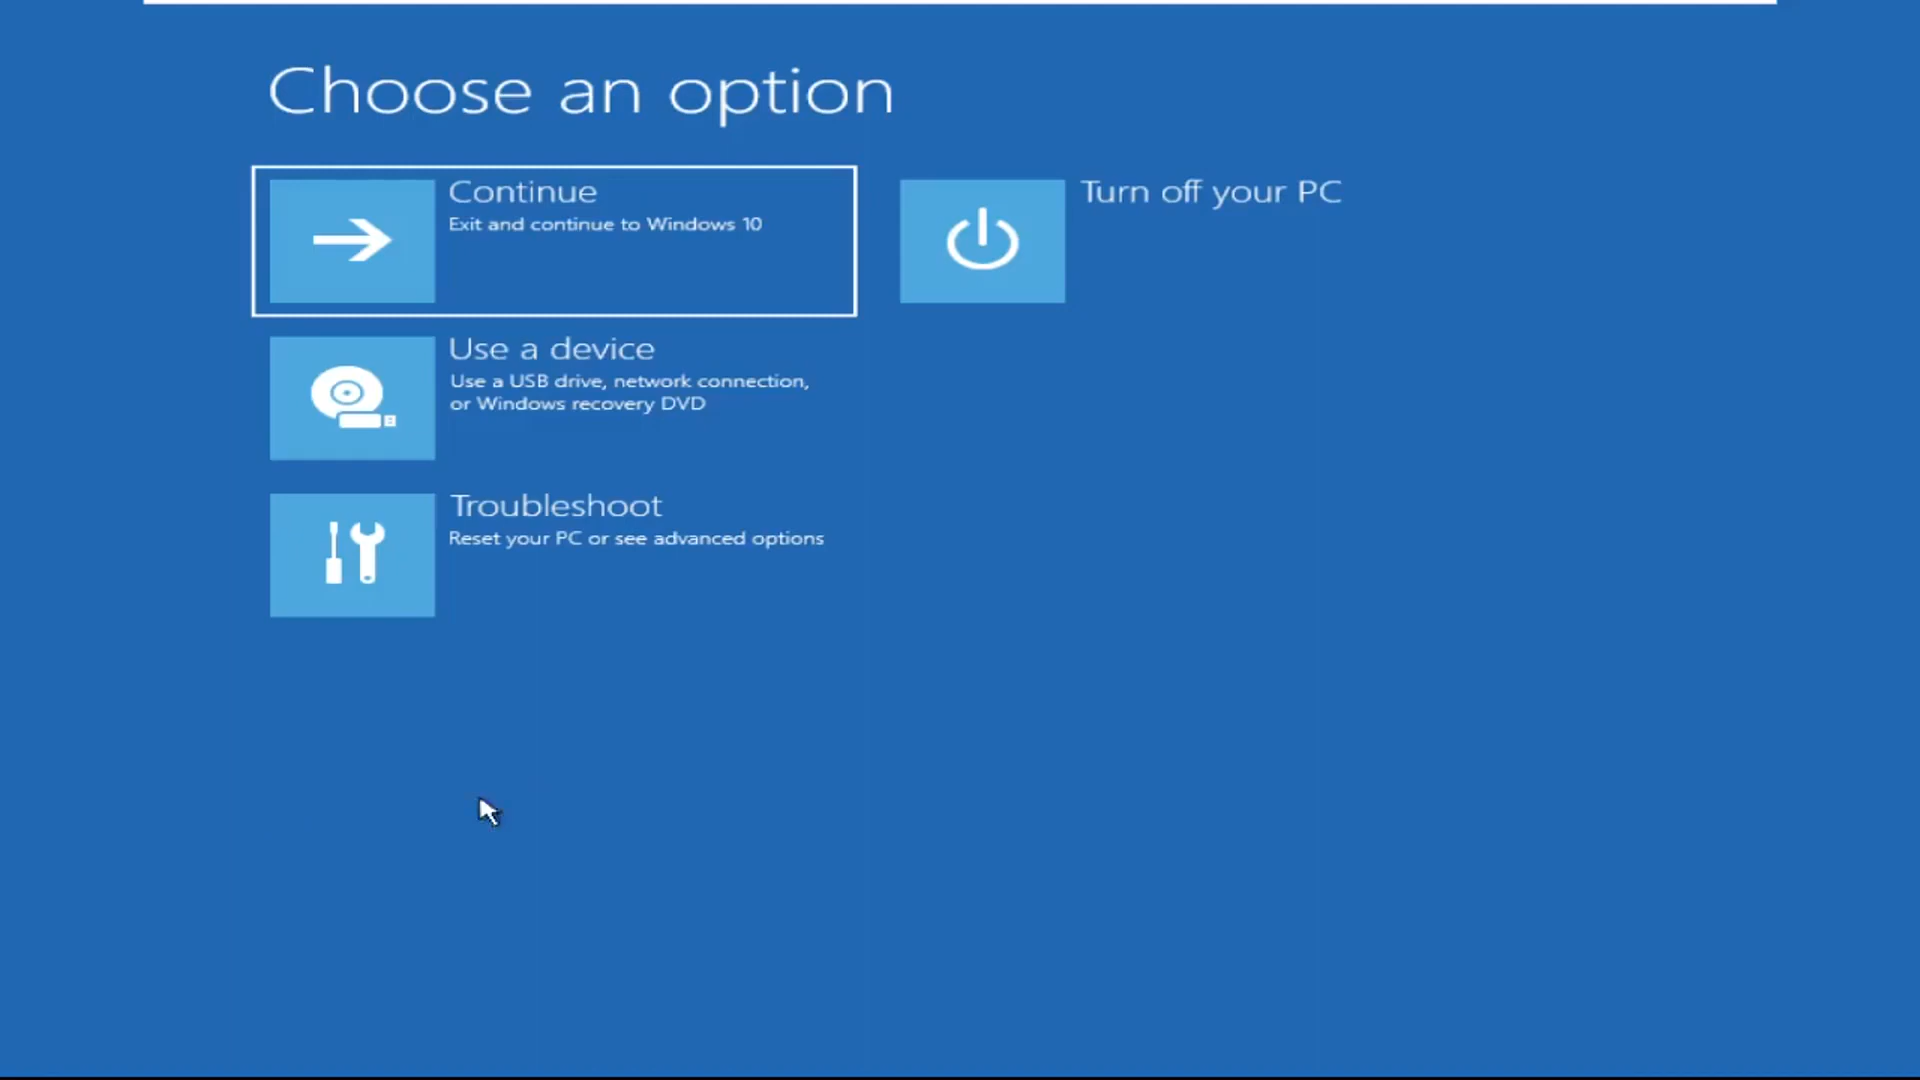 Choose an option
Continue
Exit and continue to Windows 10
Turn off your PC
Use a device
Use a USB drive, network connection,
or Windows recovery DVD
Troubleshoot
Reset your PC or see advanced options